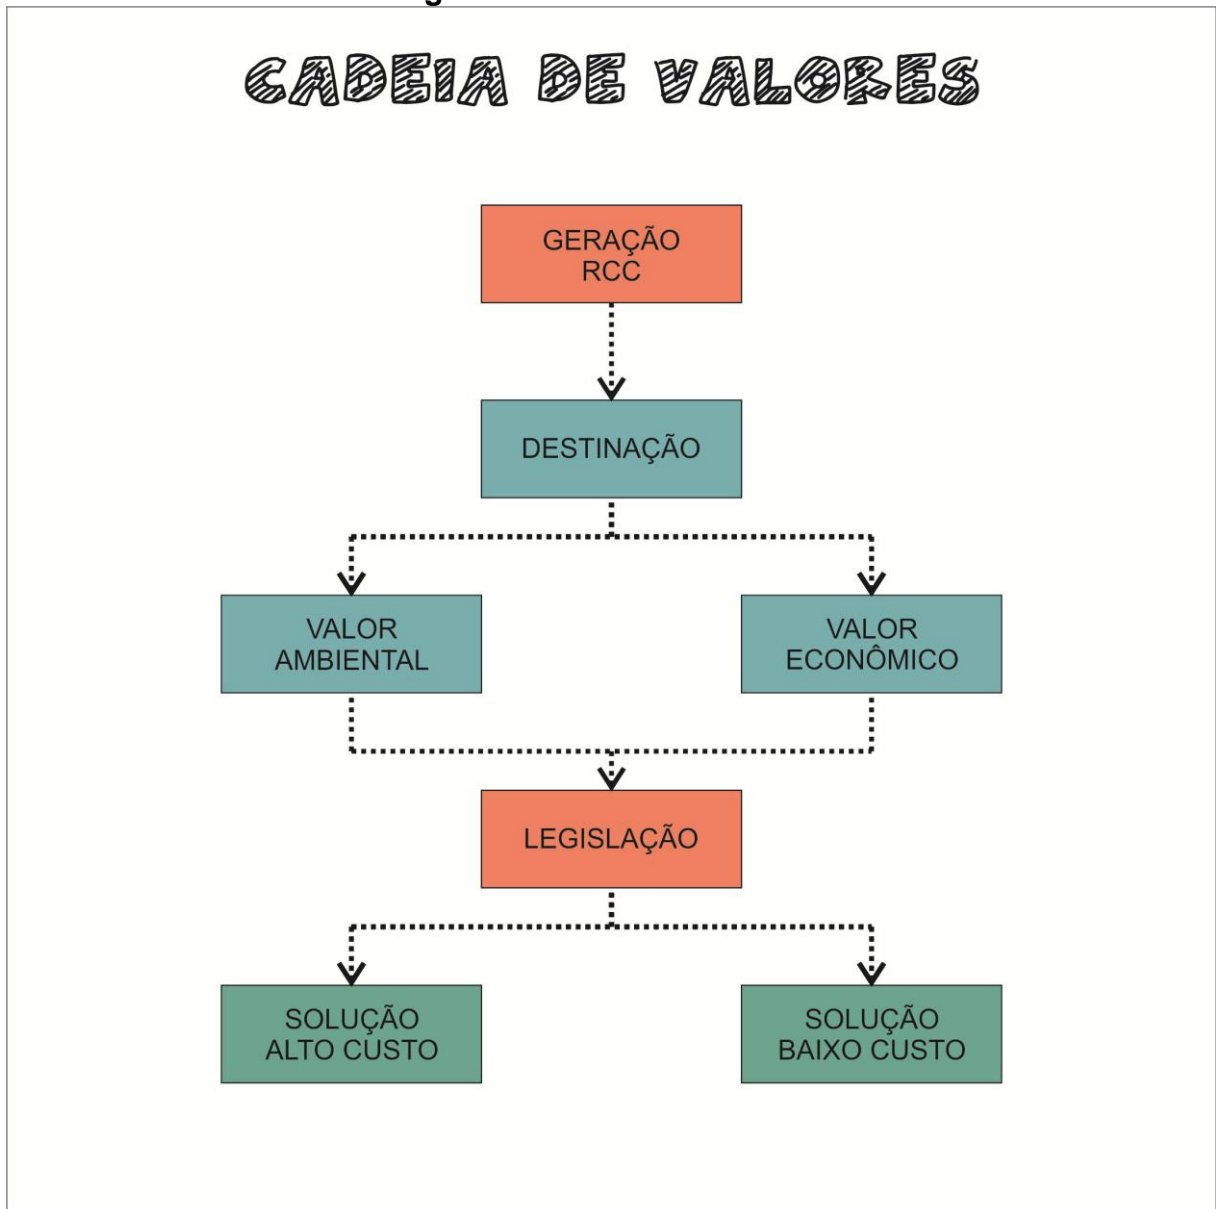 CADEIA DE VALORES
GERAÇÃO
RCC
DESTINAÇÃO
VALOR
AMBIENTAL
VALOR
ECONÔMICO
LEGISLAÇÃO
SOLUÇÃO
ALTO CUSTO
SOLUÇÃO
BAIXO CUSTO